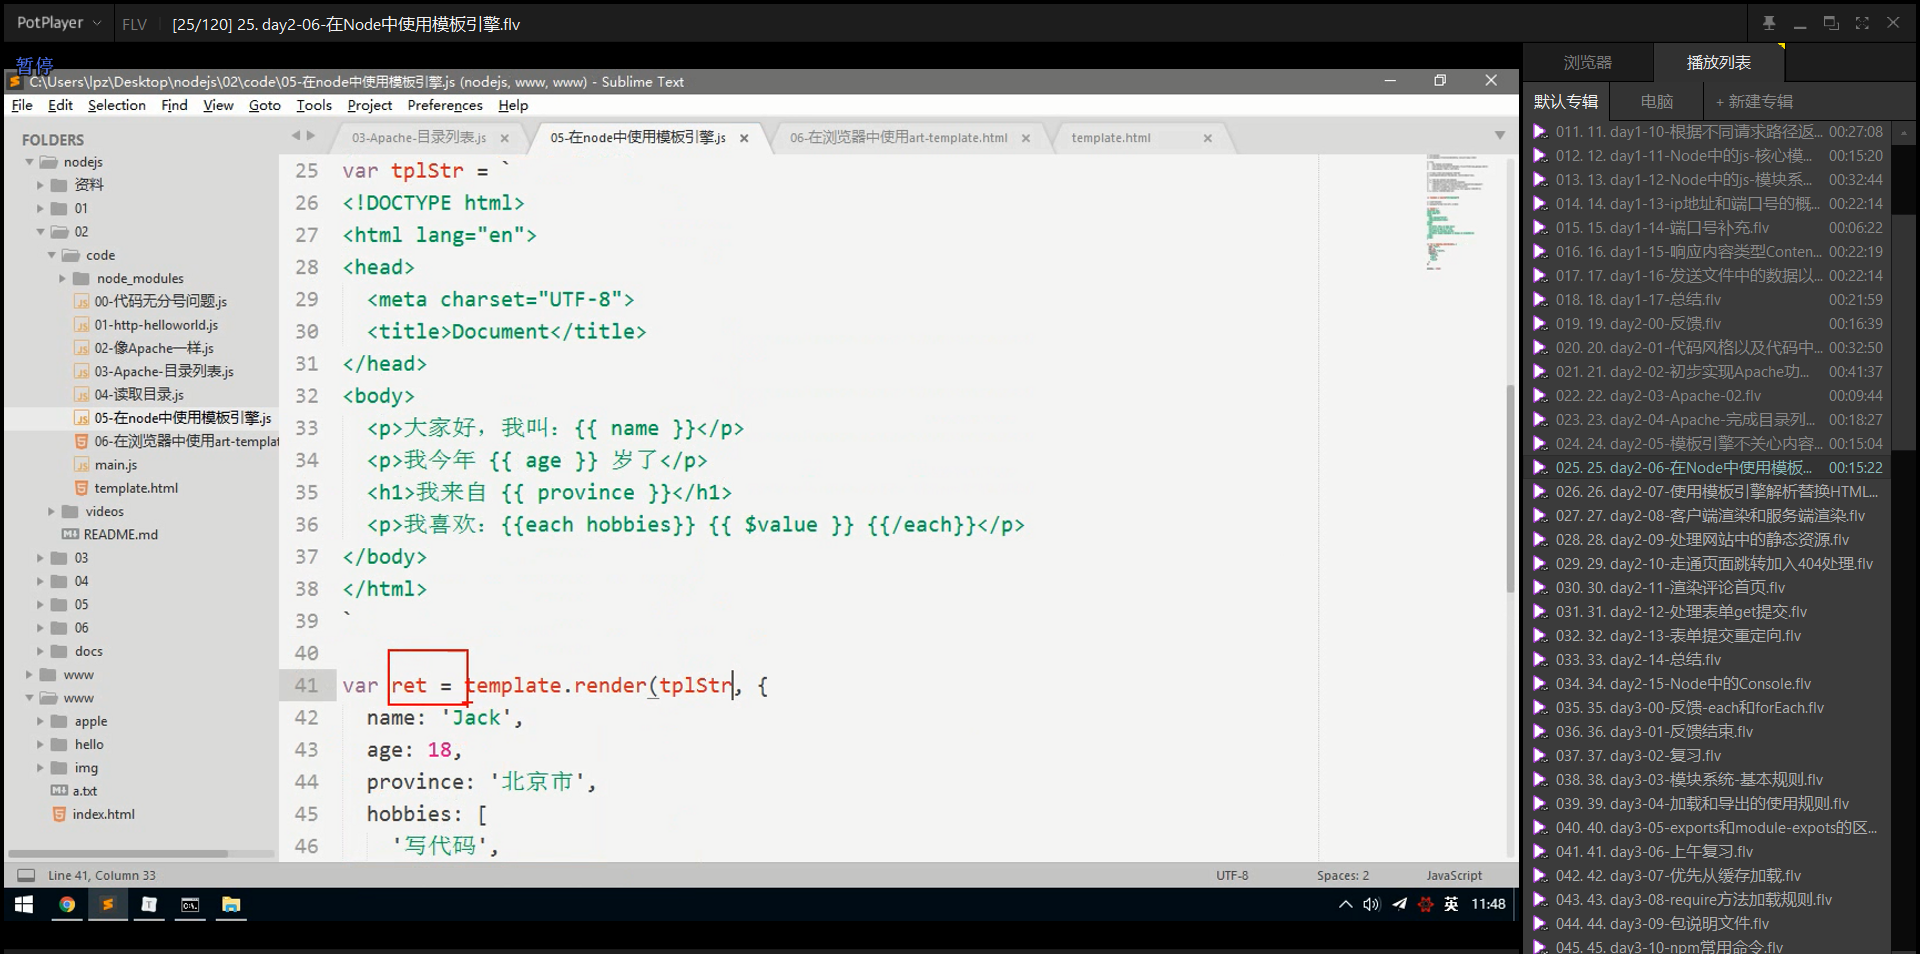 PotPlayer
FLV
[25/120] 25. day2-06-在Node中使用模板引擎.flv
暂停
C:\Users\lpz\Desktop\nodejs\02\code\05-在node中使用模板引擎.js (nodejs, www, www) - Sublime Text
File Edit Selection Find View Goto Tools Project Preferences Help
FOLDERS
nodejs
资料
01
02
code
node_modules
00-代码无分号问题.js
01-http-helloworld.js
02-像Apache一样.js
03-Apache-目录列表.js
04-读取目录.js
05-在node中使用模板引擎.js
06-在浏览器中使用art-templat
main.js
template.html
videos
README.md
03
04
05
06
docs
www
www
apple
hello
img
a.txt
index.html
03-Apache-目录列表.js
05-在node中使用模板引擎.js
06-在浏览器中使用art-template.html
template.html
25 var tplStr = `
26 <!DOCTYPE html>
27 <html lang="en">
28 <head>
29 <meta charset="UTF-8">
30 <title>Document</title>
31 </head>
32 <body>
33 <p>大家好，我叫：{{ name }}</p>
34 <p>我今年 {{ age }} 岁了</p>
35 <h1>我来自 {{ province }}</h1>
36 <p>我喜欢：{{each hobbies}} {{ $value }} {{/each}}</p>
37 </body>
38 </html>
39 `
40
41 var ret = template.render(tplStr, {
42 name: 'Jack',
43 age: 18,
44 province: '北京市',
45 hobbies: [
46 '写代码',
Line 41, Column 33
UTF-8
Spaces: 2
JavaScript
英
11:48
浏览器
播放列表
默认专辑
电脑
+ 新建专辑
011. 11. day1-10-根据不同请求路径返... 00:27:08
012. 12. day1-11-Node中的js-核心模... 00:15:20
013. 13. day1-12-Node中的js-模块系... 00:32:44
014. 14. day1-13-ip地址和端口号的概... 00:22:14
015. 15. day1-14-端口号补充.flv 00:06:22
016. 16. day1-15-响应内容类型Conten... 00:22:19
017. 17. day1-16-发送文件中的数据以... 00:22:14
018. 18. day1-17-总结.flv 00:21:59
019. 19. day2-00-反馈.flv 00:16:39
020. 20. day2-01-代码风格以及代码中... 00:32:50
021. 21. day2-02-初步实现Apache功... 00:41:37
022. 22. day2-03-Apache-02.flv 00:09:44
023. 23. day2-04-Apache-完成目录列... 00:18:27
024. 24. day2-05-模板引擎不关心内容... 00:15:04
025. 25. day2-06-在Node中使用模板... 00:15:22
026. 26. day2-07-使用模板引擎解析替换HTML...
027. 27. day2-08-客户端渲染和服务端渲染.flv
028. 28. day2-09-处理网站中的静态资源.flv
029. 29. day2-10-走通页面跳转加入404处理.flv
030. 30. day2-11-渲染评论首页.flv
031. 31. day2-12-处理表单get提交.flv
032. 32. day2-13-表单提交重定向.flv
033. 33. day2-14-总结.flv
034. 34. day2-15-Node中的Console.flv
035. 35. day3-00-反馈-each和forEach.flv
036. 36. day3-01-反馈结束.flv
037. 37. day3-02-复习.flv
038. 38. day3-03-模块系统-基本规则.flv
039. 39. day3-04-加载和导出的使用规则.flv
040. 40. day3-05-exports和module-expots的区...
041. 41. day3-06-上午复习.flv
042. 42. day3-07-优先从缓存加载.flv
043. 43. day3-08-require方法加载规则.flv
044. 44. day3-09-包说明文件.flv
045. 45. day3-10-npm常用命令.flv